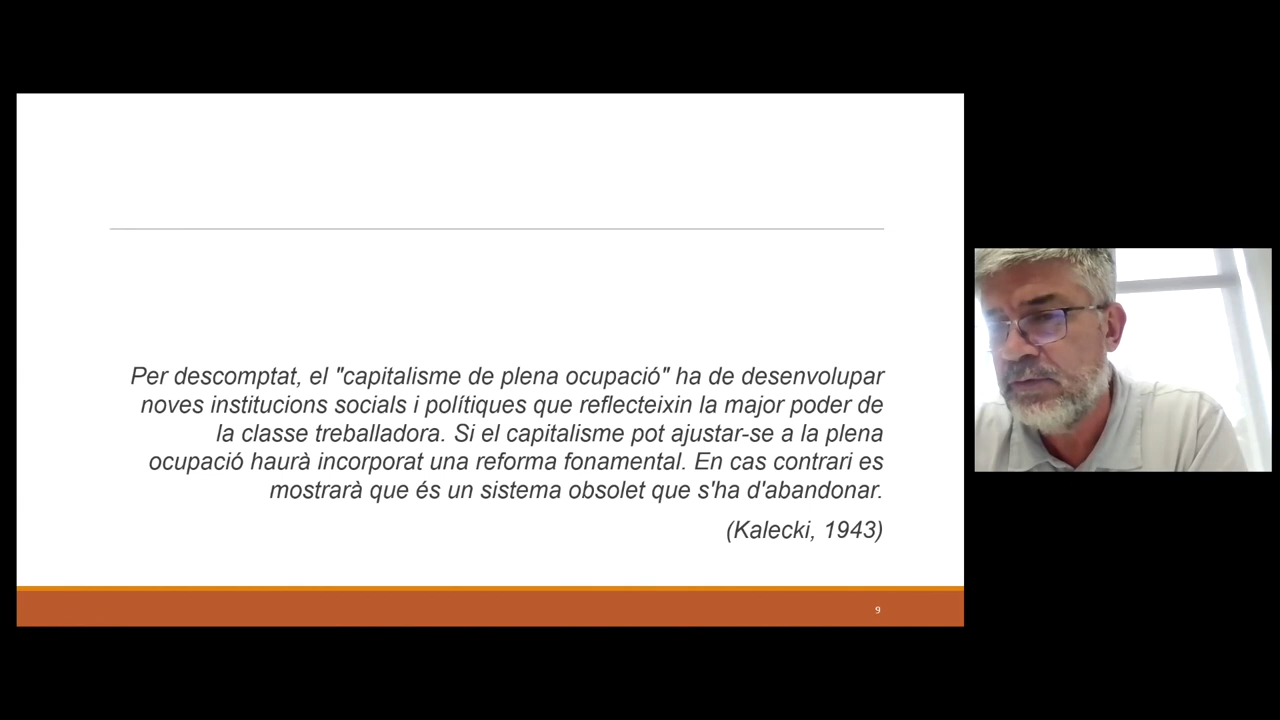 Per descomptat, el "capitalisme de plena ocupació" ha de desenvolupar
noves institucions socials i polítiques que reflecteixin la major poder de
la classe treballadora. Si el capitalisme pot ajustar-se a la plena
ocupació haurà incorporat una reforma fonamental. En cas contrari es
mostrarà que és un sistema obsolet que s'ha d'abandonar.
(Kalecki, 1943)
9